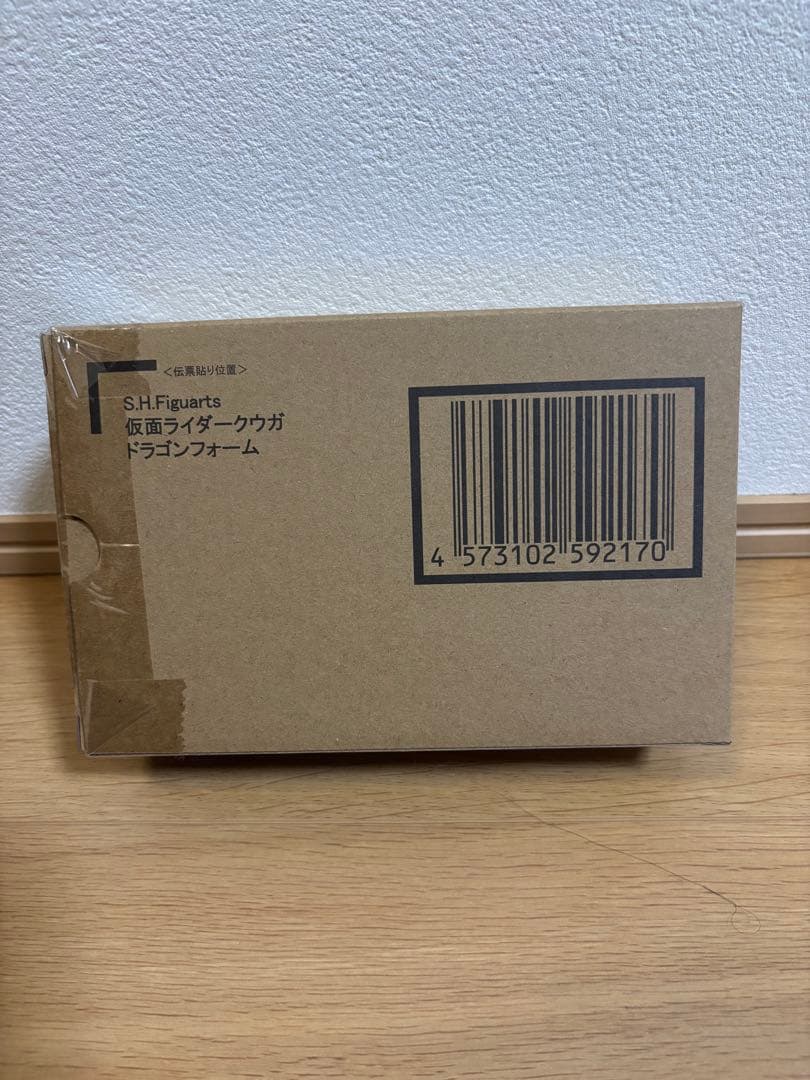 <伝票貼り位置>
S.H.Figuarts
仮面ライダークウガ
ドラゴンフォーム
4 573102 592170